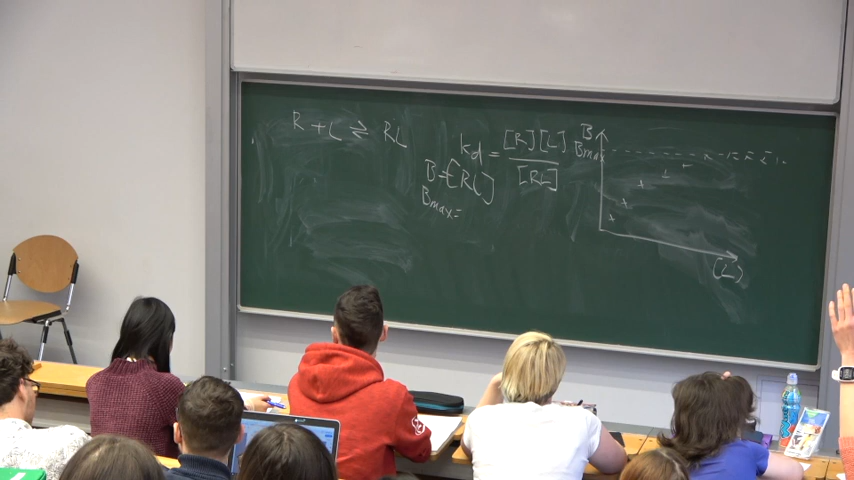 R + L ⇌ RL
Kd = [R][L]
[RL]
B = [RL]
Bmax =
B
Bmax
[L]